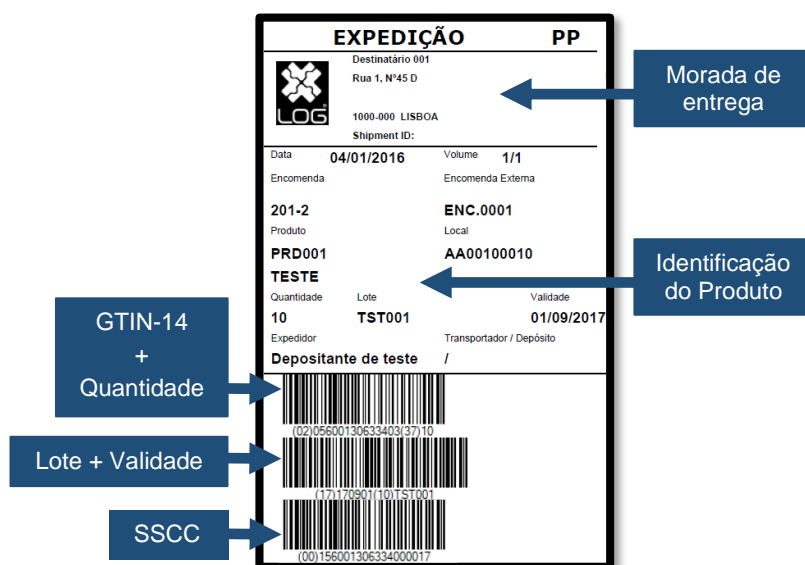 EXPEDIÇÃO PP
Destinatário 001
Rua 1, Nº45 D
LOG
1000-000 LISBOA
Shipment ID:
Morada de
entrega
Data 04/01/2016 Volume 1/1
Encomenda Encomenda Externa
201-2 ENC.0001
Produto Local
PRD001 AA00100010
TESTE
Identificação
do Produto
Quantidade Lote Validade
10 TST001 01/09/2017
Expedidor Transportador / Depósito
Depositante de teste /
GTIN-14
+
Quantidade
(02)05600130633403(37)10
Lote + Validade
(17)170901(10)TST001
SSCC
(00)156001306334000017